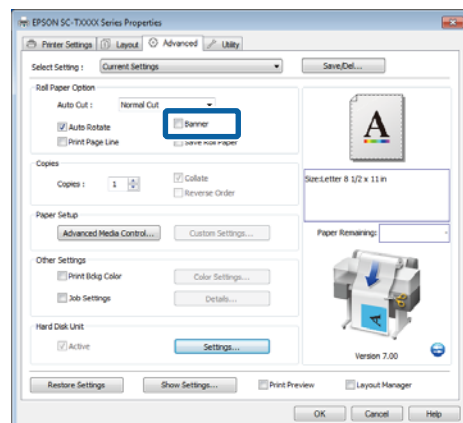 EPSON SC-TXXXX Series Properties
Printer Settings Layout Advanced Utility
Select Setting : Current Settings Save/Del...
Roll Paper Option
Auto Cut : Normal Cut
Auto Rotate Banner
Print Page Line Save Roll Paper
Copies
Copies : 1 Collate
Reverse Order
Size:Letter 8 1/2 x 11 in
Paper Setup
Advanced Media Control... Custom Settings... Paper Remaining:
Other Settings
Print Bckg Color Color Settings...
Job Settings Details...
Hard Disk Unit
Active Settings...
Version 7.00
Restore Settings Show Settings... Print Preview Layout Manager
OK Cancel Help
A
A